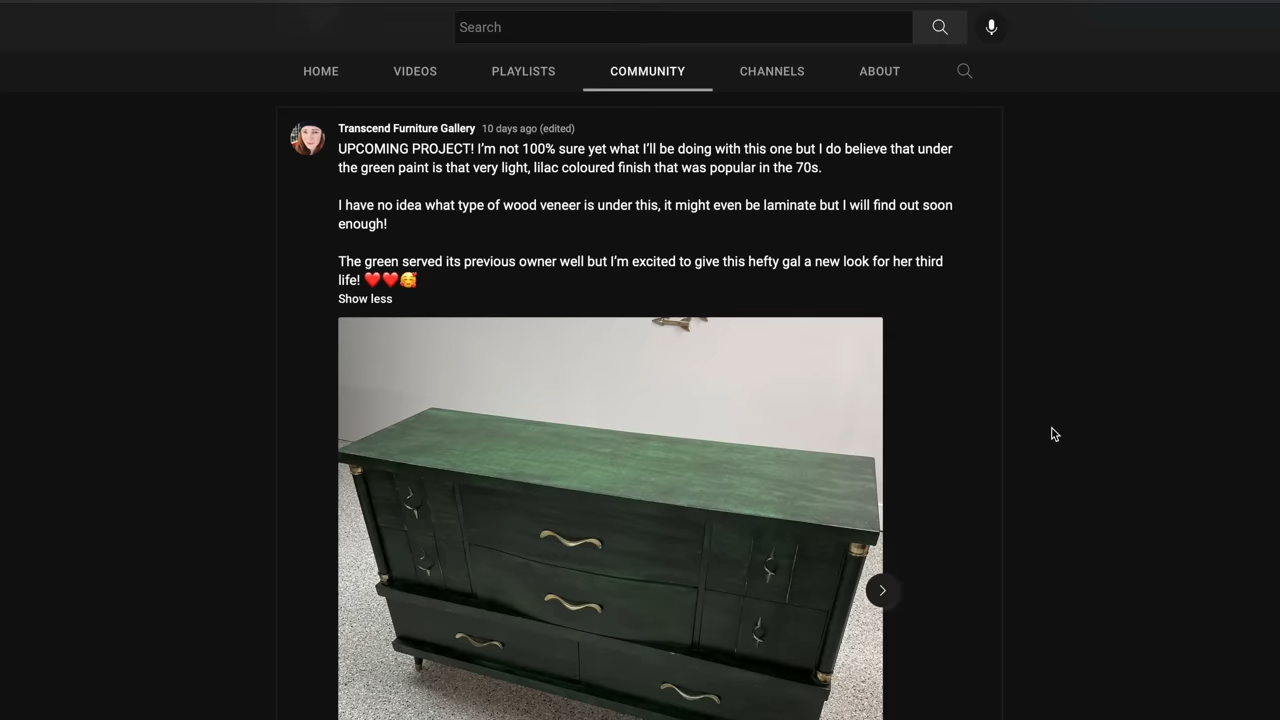 Search
HOME
VIDEOS
PLAYLISTS
COMMUNITY
CHANNELS
ABOUT
Transcend Furniture Gallery 10 days ago (edited)
UPCOMING PROJECT! I’m not 100% sure yet what I’ll be doing with this one but I do believe that under
the green paint is that very light, lilac coloured finish that was popular in the 70s.
I have no idea what type of wood veneer is under this, it might even be laminate but I will find out soon
enough!
The green served its previous owner well but I’m excited to give this hefty gal a new look for her third
life! ❤️❤️🥰
Show less